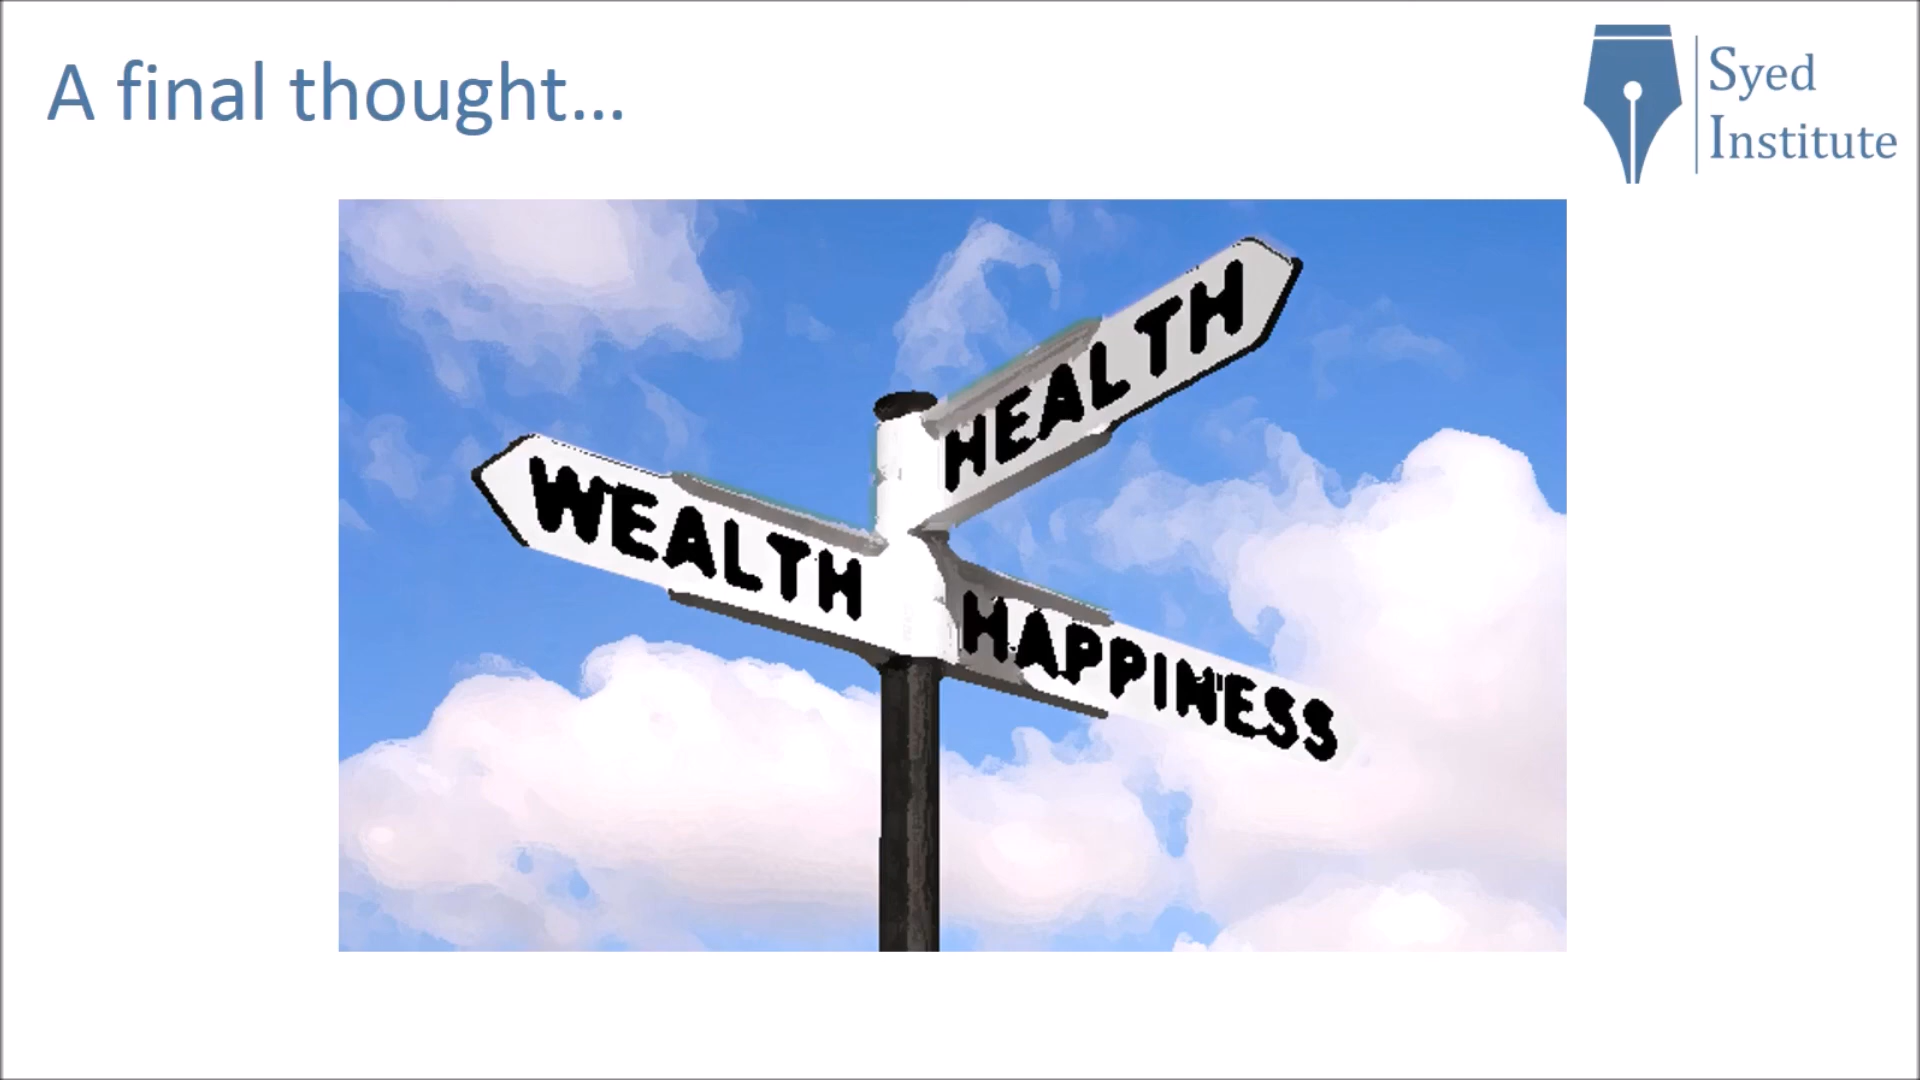 A final thought...
Syed
Institute
HEALTH
WEALTH
HAPPINESS